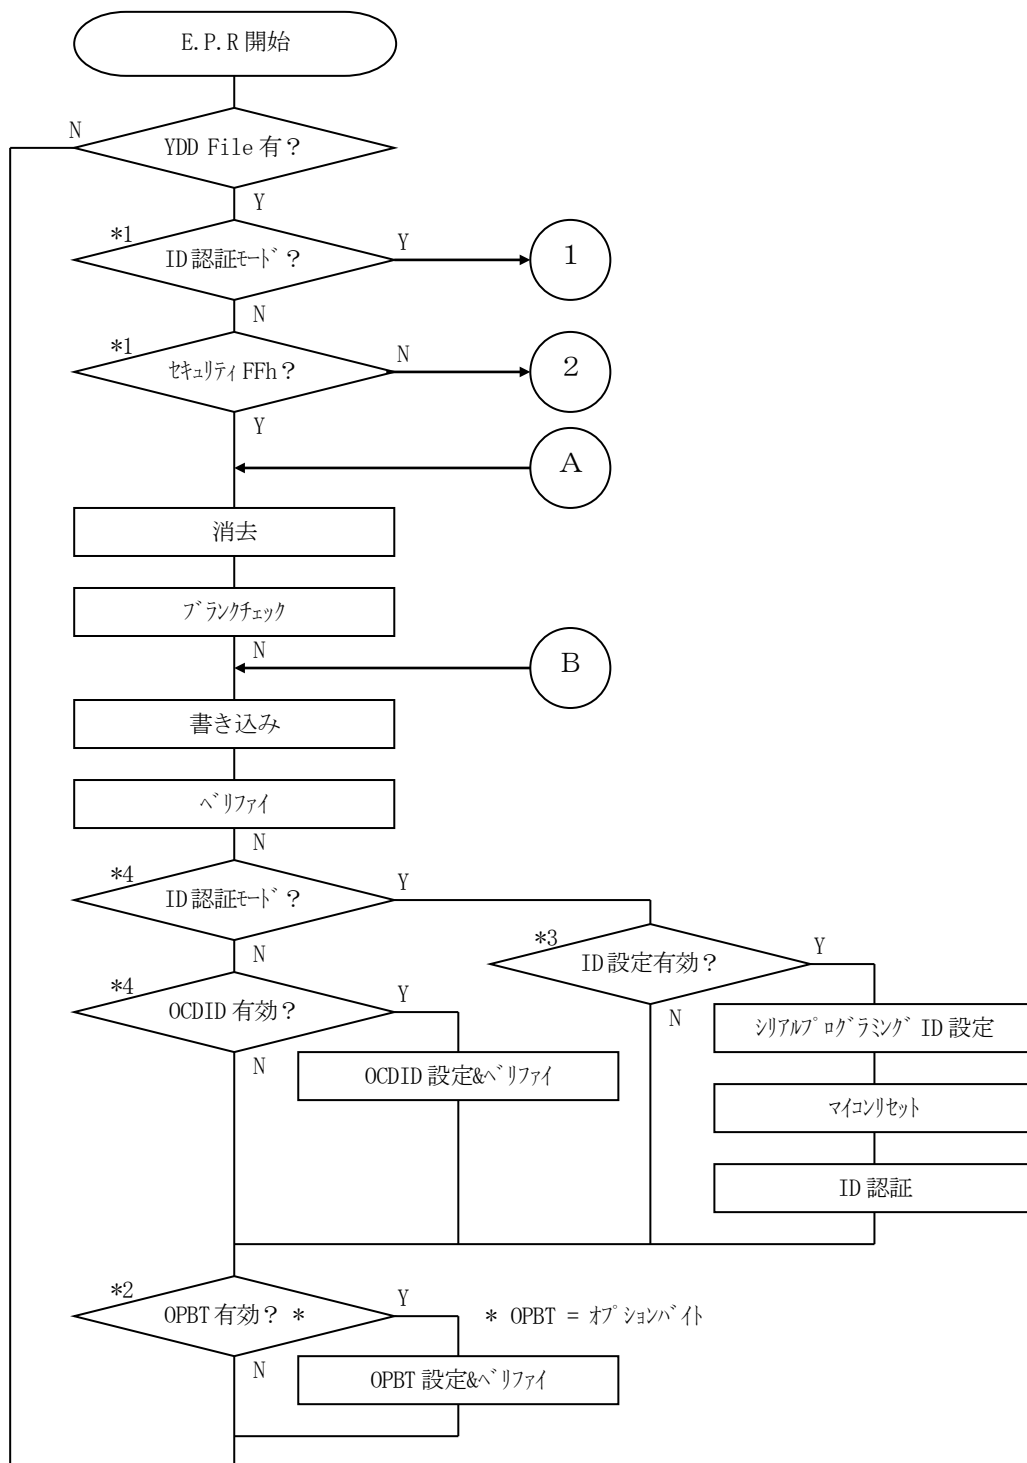 E.P.R 開始
N
YDD File 有？
Y
*1
ID 認証ﾓｰﾄﾞ？
Y
1
N
*1
ｾｷｭﾘﾃｨ FFh？
N
2
Y
A
消去
ﾌﾞﾗﾝｸﾁｪｯｸ
N
B
書き込み
ﾍﾞﾘﾌｧｲ
N
*4
ID 認証ﾓｰﾄﾞ？
Y
*3
ID 設定有効？
Y
N
*4
OCDID 有効？
Y
N
ｼﾘｱﾙﾌﾟﾛｸﾞﾗﾐﾝｸﾞ ID 設定
N
OCDID 設定&ﾍﾞﾘﾌｧｲ
ﾏｲｺﾝﾘｾｯﾄ
ID 認証
*2
OPBT 有効？ *
Y
* OPBT = ｵﾌﾟｼｮﾝﾊﾞｲﾄ
N
OPBT 設定&ﾍﾞﾘﾌｧｲ